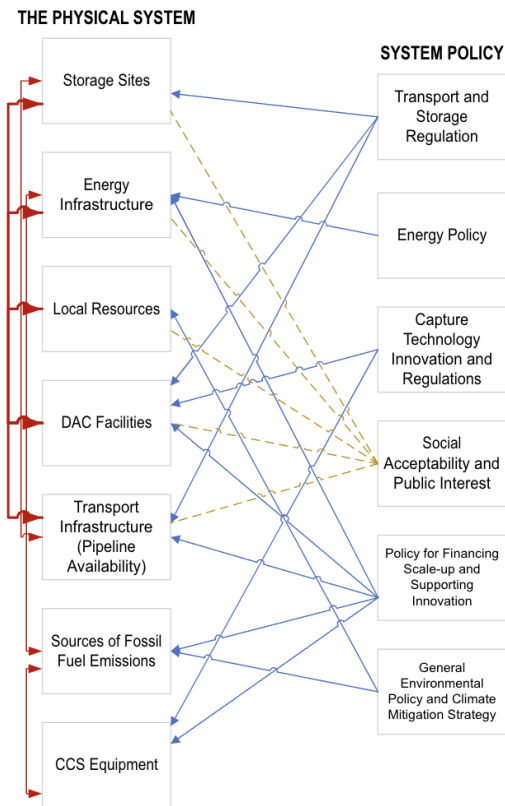 THE PHYSICAL SYSTEM
Storage Sites
Energy
Infrastructure
Local Resources
DAC Facilities
Transport
Infrastructure
(Pipeline
Availability)
Sources of Fossil
Fuel Emissions
CCS Equipment
SYSTEM POLICY
Transport and
Storage
Regulation
Energy Policy
Capture
Technology
Innovation and
Regulations
Social
Acceptability and
Public Interest
Policy for Financing
Scale-up and
Supporting
Innovation
General
Environmental
Policy and Climate
Mitigation Strategy